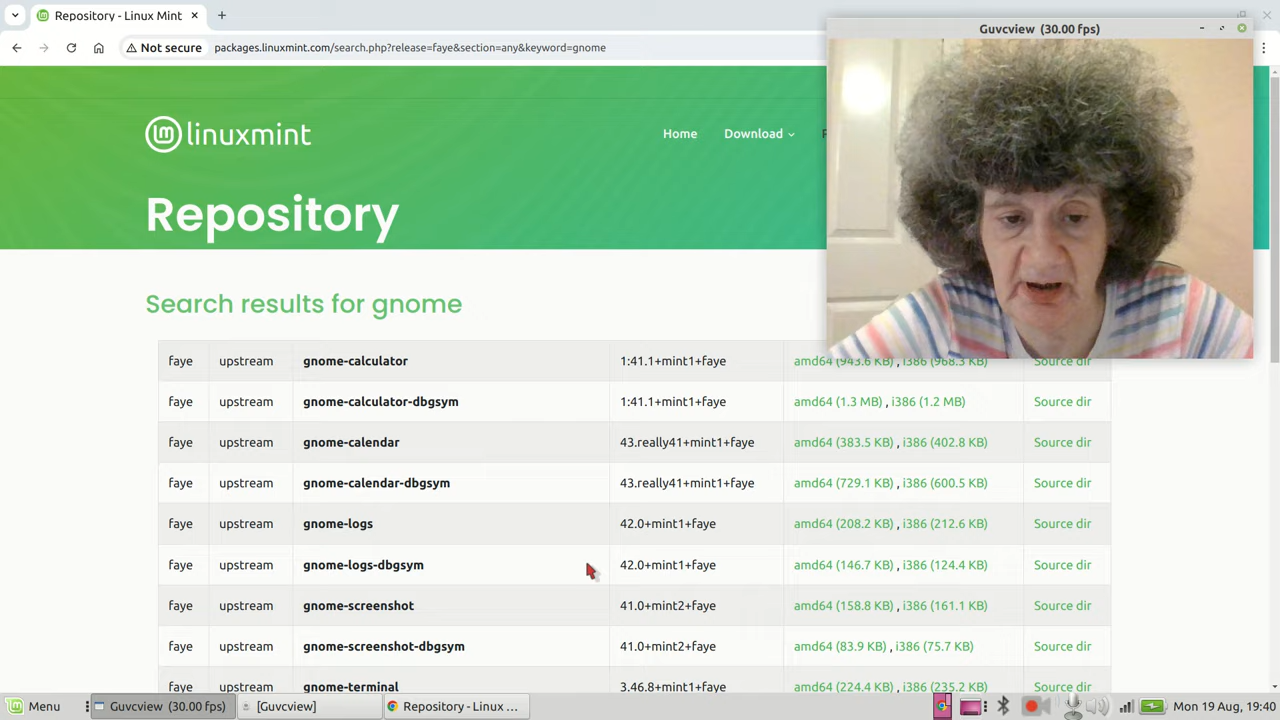 Repository - Linux Mint
Guvcview (30.00 fps)
Not secure
packages.linuxmint.com/search.php?release=faye&section=any&keyword=gnome
linuxmint
Home
Download
Repository
Search results for gnome
faye upstream gnome-calculator 1:41.1+mint1+faye amd64 (943.6 KB) , i386 (968.3 KB) Source dir
faye upstream gnome-calculator-dbgsym 1:41.1+mint1+faye amd64 (1.3 MB) , i386 (1.2 MB) Source dir
faye upstream gnome-calendar 43.really41+mint1+faye amd64 (383.5 KB) , i386 (402.8 KB) Source dir
faye upstream gnome-calendar-dbgsym 43.really41+mint1+faye amd64 (729.1 KB) , i386 (600.5 KB) Source dir
faye upstream gnome-logs 42.0+mint1+faye amd64 (208.2 KB) , i386 (212.6 KB) Source dir
faye upstream gnome-logs-dbgsym 42.0+mint1+faye amd64 (146.7 KB) , i386 (124.4 KB) Source dir
faye upstream gnome-screenshot 41.0+mint2+faye amd64 (158.8 KB) , i386 (161.1 KB) Source dir
faye upstream gnome-screenshot-dbgsym 41.0+mint2+faye amd64 (83.9 KB) , i386 (75.7 KB) Source dir
faye upstream gnome-terminal 3.46.8+mint1+faye amd64 (224.4 KB) , i386 (235.2 KB) Source dir
Menu Guvcview (30.00 fps) [Guvcview] Repository - Linux ... Mon 19 Aug, 19:40